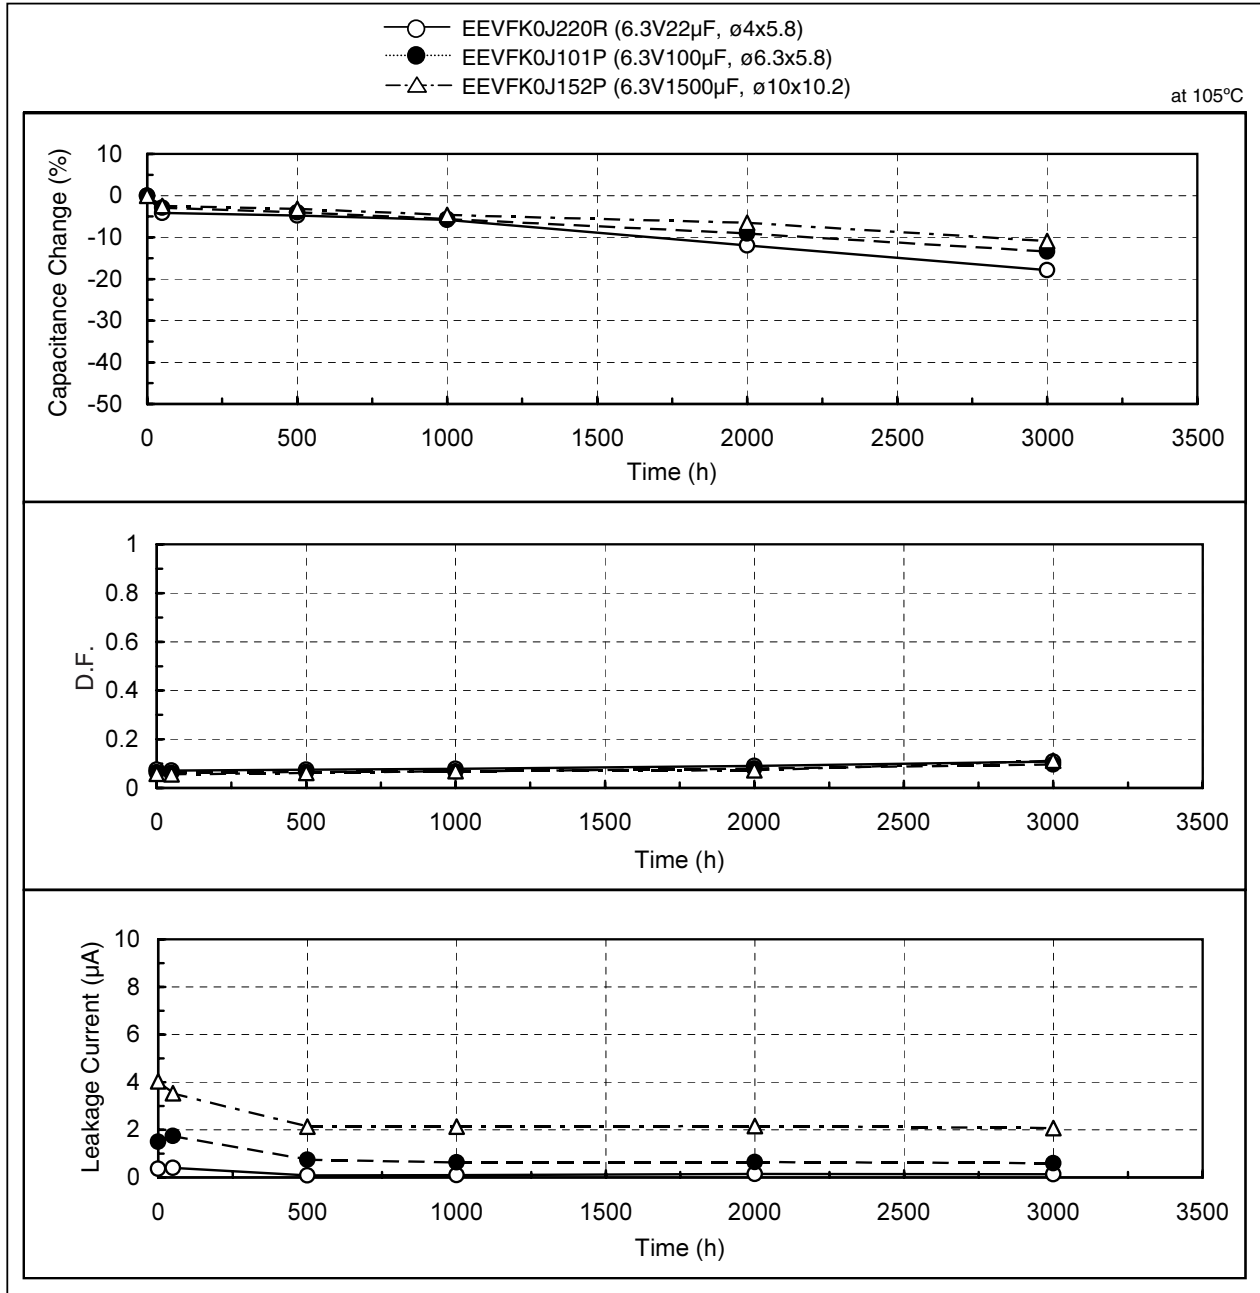 EEVFK0J220R (6.3V22µF, ø4x5.8)
EEVFK0J101P (6.3V100µF, ø6.3x5.8)
EEVFK0J152P (6.3V1500µF, ø10x10.2)
at 105ºC
Capacitance Change (%)
10
0
-10
-20
-30
-40
-50
0 500 1000 1500 2000 2500 3000 3500
Time (h)
D.F.
1
0.8
0.6
0.4
0.2
0
0 500 1000 1500 2000 2500 3000 3500
Time (h)
Leakage Current (µA)
10
8
6
4
2
0
0 500 1000 1500 2000 2500 3000 3500
Time (h)